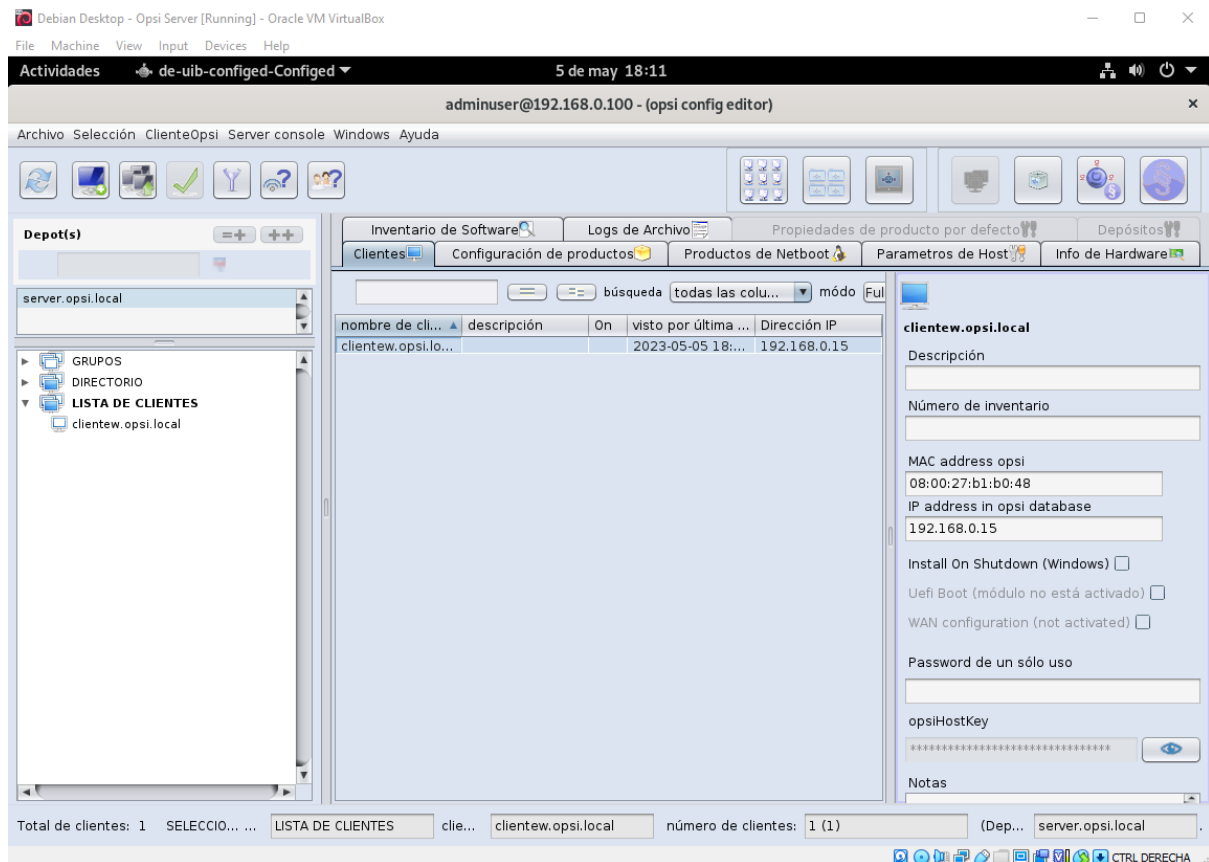 Debian Desktop - Opsi Server [Running] - Oracle VM VirtualBox
File Machine View Input Devices Help
Actividades de-uib-configed-Configed 5 de may 18:11
adminuser@192.168.0.100 - (opsi config editor)
Archivo Selección ClienteOpsi Server console Windows Ayuda
Depot(s)
server.opsi.local
GRUPOS
DIRECTORIO
LISTA DE CLIENTES
clientew.opsi.local
Inventario de Software Logs de Archivo Propiedades de producto por defecto Depósitos
Clientes Configuración de productos Productos de Netboot Parametros de Host Info de Hardware
búsqueda todas las colu... módo Ful
nombre de cli... descripción On visto por última ... Dirección IP
clientew.opsi.lo... 2023-05-05 18:... 192.168.0.15
clientew.opsi.local
Descripción
Número de inventario
MAC address opsi
08:00:27:b1:b0:48
IP address in opsi database
192.168.0.15
Install On Shutdown (Windows)
Uefi Boot (módulo no está activado)
WAN configuration (not activated)
Password de un sólo uso
opsiHostKey
********************************
Notas
Total de clientes: 1 SELECCIO... ... LISTA DE CLIENTES clie... clientew.opsi.local número de clientes: 1 (1) (Dep... server.opsi.local
CTRL DERECHA